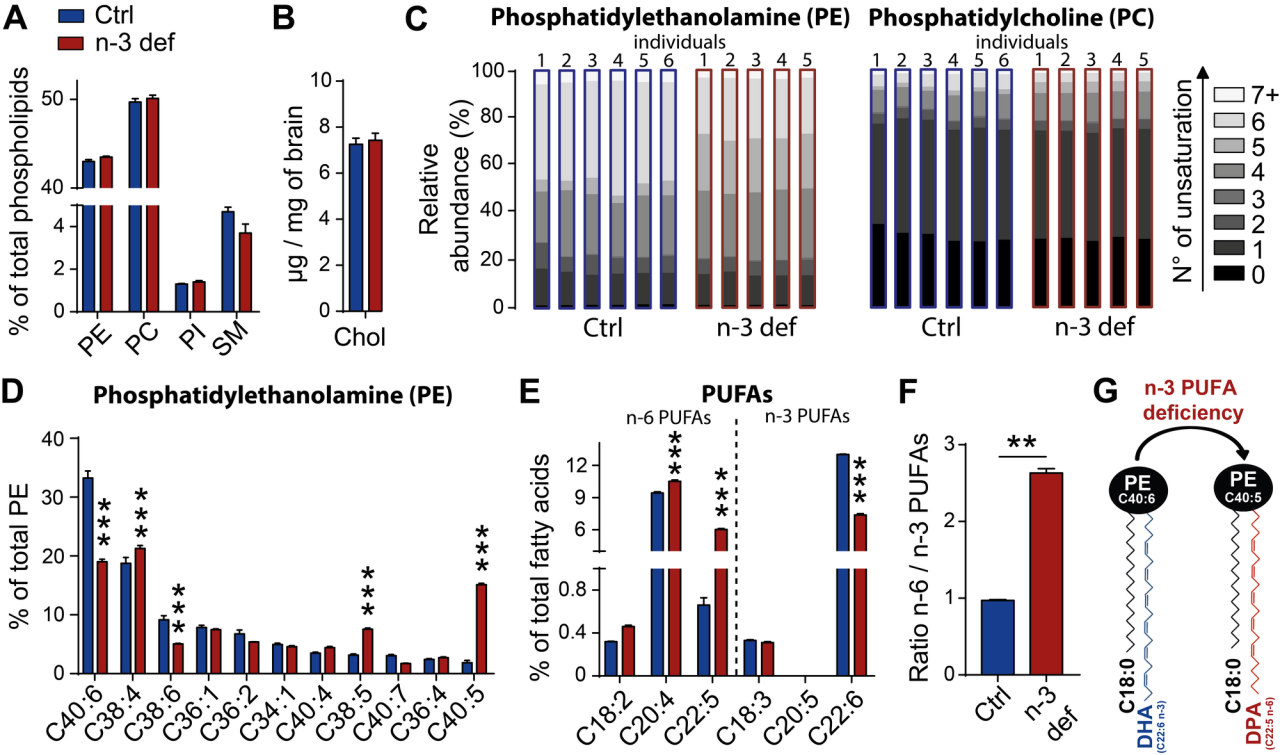 A
Ctrl
n-3 def
% of total phospholipids
50
40
4
2
0
PE
PC
PI
SM
B
µg / mg of brain
10
8
6
4
2
0
Chol
C
Phosphatidylethanolamine (PE)
individuals
1 2 3 4 5 6
1 2 3 4 5
Relative
abundance (%)
100
80
60
40
20
0
Ctrl
n-3 def
Phosphatidylcholine (PC)
individuals
1 2 3 4 5 6
1 2 3 4 5
Ctrl
n-3 def
N° of unsaturation
7+
6
5
4
3
2
1
0
D
Phosphatidylethanolamine (PE)
% of total PE
40
30
20
10
0
***
***
***
***
***
C40:6
C38:4
C38:6
C36:1
C36:2
C34:1
C40:4
C38:5
C40:7
C36:4
C40:5
E
PUFAs
n-6 PUFAs
n-3 PUFAs
% of total fatty acids
12
9
6
0.8
0.4
0
***
***
***
C18:2
C20:4
C22:5
C18:3
C20:5
C22:6
F
Ratio n-6 / n-3 PUFAs
3
2
1
0
**
Ctrl
n-3
def
G
n-3 PUFA
deficiency
PE
C40:6
PE
C40:5
C18:0
DHA
(C22:6 n-3)
C18:0
DPA
(C22:5 n-6)